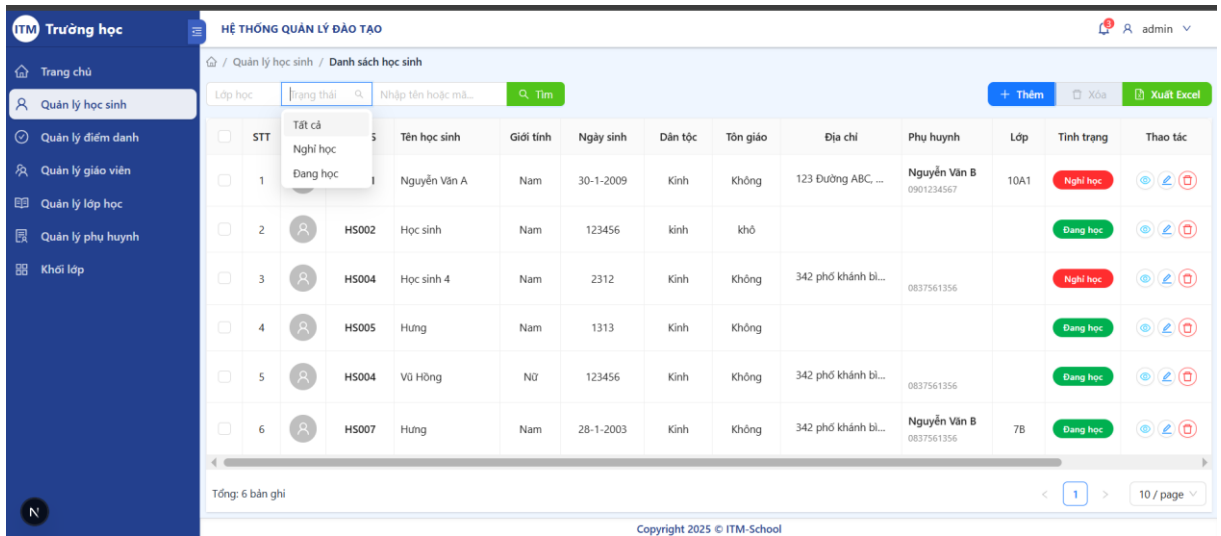 ITM Trường học
HỆ THỐNG QUẢN LÝ ĐÀO TẠO
3
admin
Trang chủ
Quản lý học sinh
Quản lý điểm danh
Quản lý giáo viên
Quản lý lớp học
Quản lý phụ huynh
Khối lớp
N
/ Quản lý học sinh / Danh sách học sinh
Lớp học Trạng thái Nhập tên hoặc mã... Tìm + Thêm Xóa Xuất Excel
Tất cả
Nghỉ học
Đang học
STT S Tên học sinh Giới tính Ngày sinh Dân tộc Tôn giáo Địa chỉ Phụ huynh Lớp Tình trạng Thao tác
1 1 Nguyễn Văn A Nam 30-1-2009 Kinh Không 123 Đường ABC, ... Nguyễn Văn B 10A1 Nghỉ học
0901234567
2 HS002 Học sinh Nam 123456 kinh khô Đang học
3 HS004 Học sinh 4 Nam 2312 Kinh Không 342 phố khánh bì... 0837561356 Nghỉ học
4 HS005 Hưng Nam 1313 Kinh Không Đang học
5 HS004 Vũ Hồng Nữ 123456 Kinh Không 342 phố khánh bì... 0837561356 Đang học
6 HS007 Hưng Nam 28-1-2003 Kinh Không 342 phố khánh bì... Nguyễn Văn B 7B Đang học
0837561356
Tổng: 6 bản ghi < 1 > 10 / page
Copyright 2025 © ITM-School